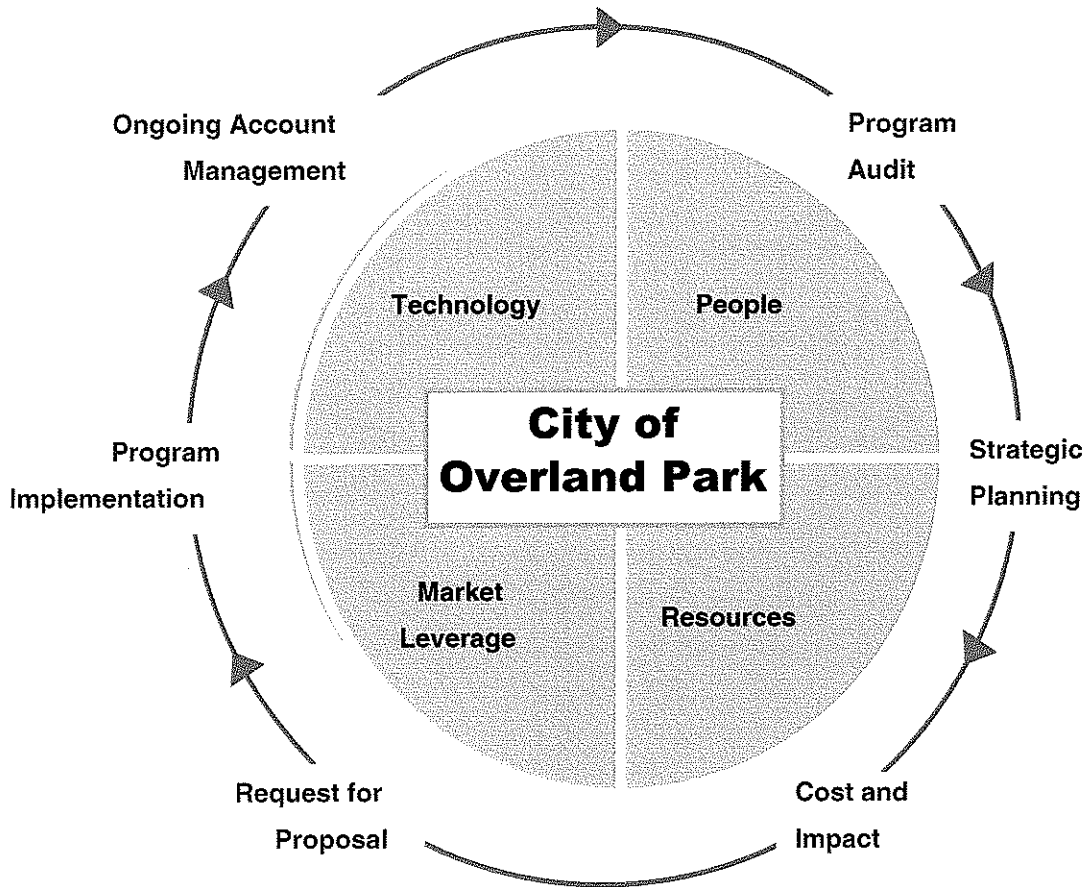 Ongoing Account
Management
Program
Audit
Technology
People
City of
Overland Park
Program
Implementation
Strategic
Planning
Market
Leverage
Resources
Request for
Proposal
Cost and
Impact